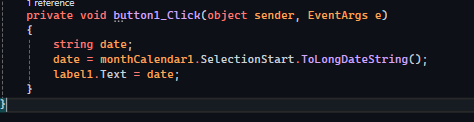 1 reference
private void button1_Click(object sender, EventArgs e)
{
string date;
date = monthCalendar1.SelectionStart.ToLongDateString();
label1.Text = date;
}
}